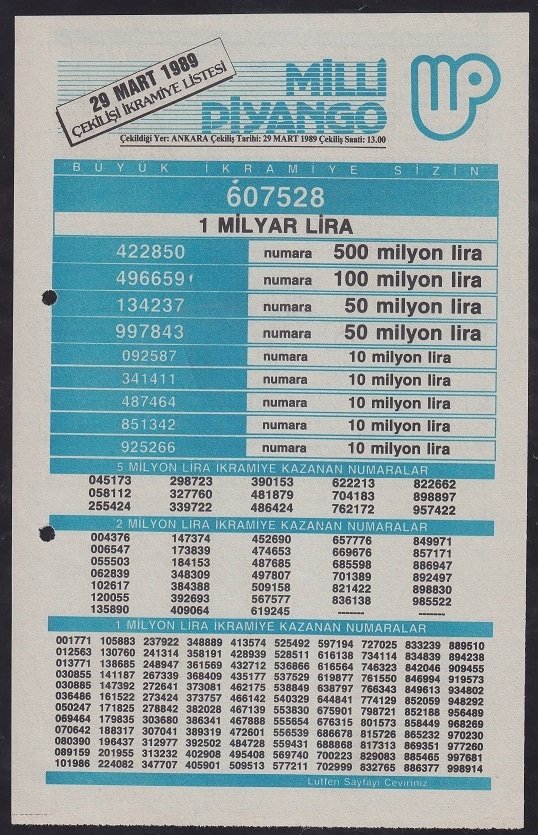 29 MART 1989
ÇEKİLİŞİ İKRAMİYE LİSTESİ
MİLLİ
PİYANGO
Çekildiği Yer: ANKARA Çekiliş Tarihi: 29 MART 1989 Çekiliş Saati: 13.00
BÜYÜK İKRAMİYE SİZİN
607528
1 MİLYAR LİRA
422850 numara 500 milyon lira
496659 numara 100 milyon lira
134237 numara 50 milyon lira
997843 numara 50 milyon lira
092587 numara 10 milyon lira
341411 numara 10 milyon lira
487464 numara 10 milyon lira
851342 numara 10 milyon lira
925266 numara 10 milyon lira
5 MİLYON LİRA İKRAMİYE KAZANAN NUMARALAR
045173 298723 390153 622213 822662
058112 327760 481879 704183 898897
255424 339722 486424 762172 957422
2 MİLYON LİRA İKRAMİYE KAZANAN NUMARALAR
004376 147374 452690 657776 849971
006547 173839 474653 669676 857171
055503 184153 487685 685598 886947
062839 348309 497807 701389 892497
102617 384388 509158 821422 898830
120055 392693 567577 836138 985522
135890 409064 619245 ------- -------
1 MİLYON LİRA İKRAMİYE KAZANAN NUMARALAR
001771 105883 237922 348889 413574 525492 597194 727025 833239 889510
012563 130760 241314 358191 428939 528511 616138 734114 834839 894238
013771 138685 248947 361569 432712 536866 616564 746323 842046 909455
030855 141187 267339 368409 435177 537529 619877 761550 846994 919573
030885 147392 272641 373081 462175 538849 638797 766343 849613 934802
036486 161522 273424 373757 466142 540329 644841 774129 852059 948292
050247 171825 278842 382028 467139 553830 675901 798721 852188 956489
069464 179835 303680 386341 467888 555654 676315 801573 858449 968269
070642 188317 307041 389319 472601 556539 686678 815726 865232 970230
080390 196437 312977 392502 484728 559431 688868 817313 869351 977260
089159 201955 313232 402908 495408 569740 700223 829083 885465 997681
101986 224082 347707 405901 509513 577211 702999 832765 886377 998914
Lütfen Sayfayı Çeviriniz